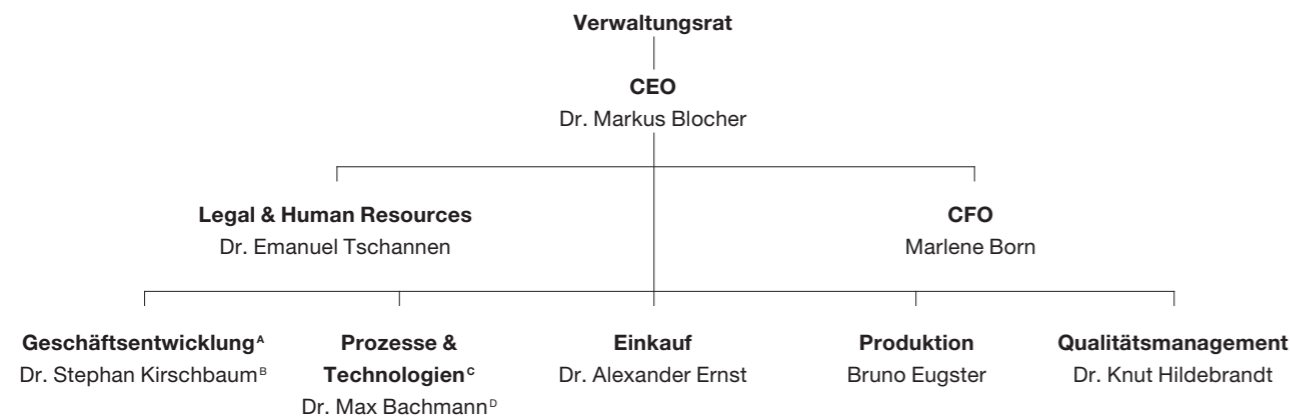 Verwaltungsrat
CEO
Dr. Markus Blocher
Legal & Human Resources
Dr. Emanuel Tschannen
CFO
Marlene Born
Geschäftsentwicklungᴬ
Dr. Stephan Kirschbaumᴮ
Prozesse &
Technologienᶜ
Dr. Max Bachmannᴰ
Einkauf
Dr. Alexander Ernst
Produktion
Bruno Eugster
Qualitätsmanagement
Dr. Knut Hildebrandt